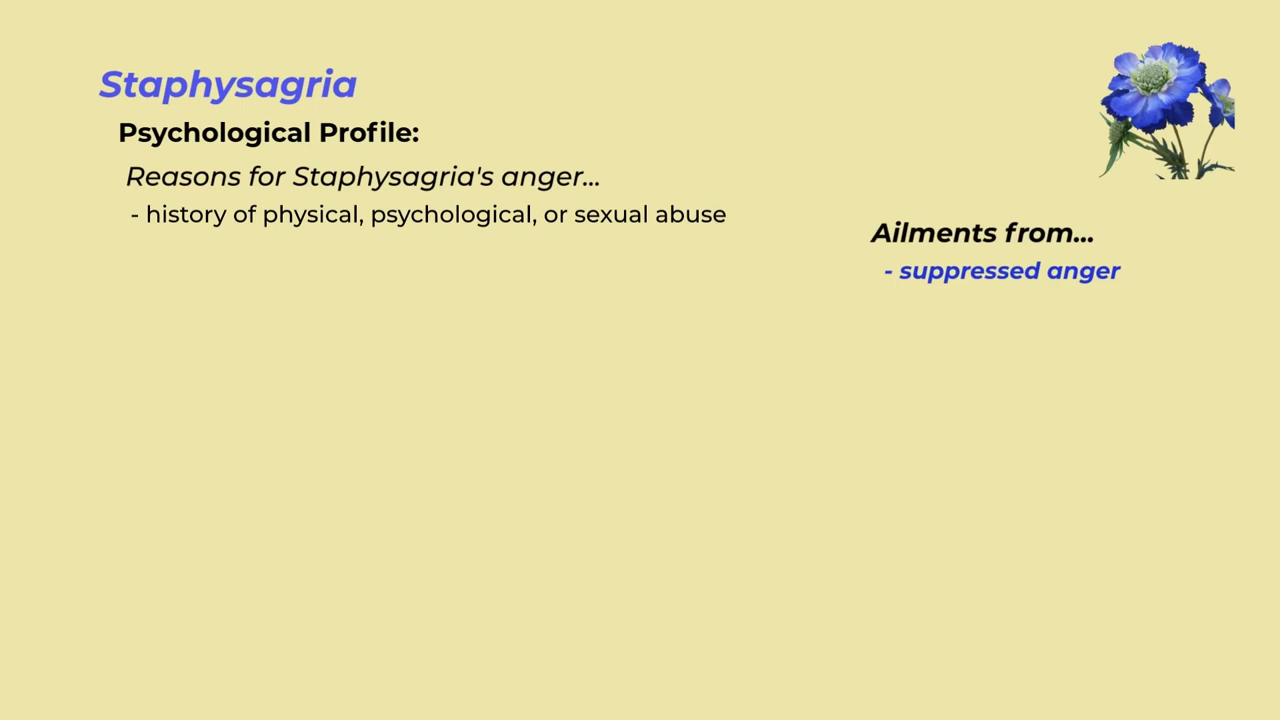 Staphysagria
Psychological Profile:
Reasons for Staphysagria's anger...
- history of physical, psychological, or sexual abuse
Ailments from...
- suppressed anger